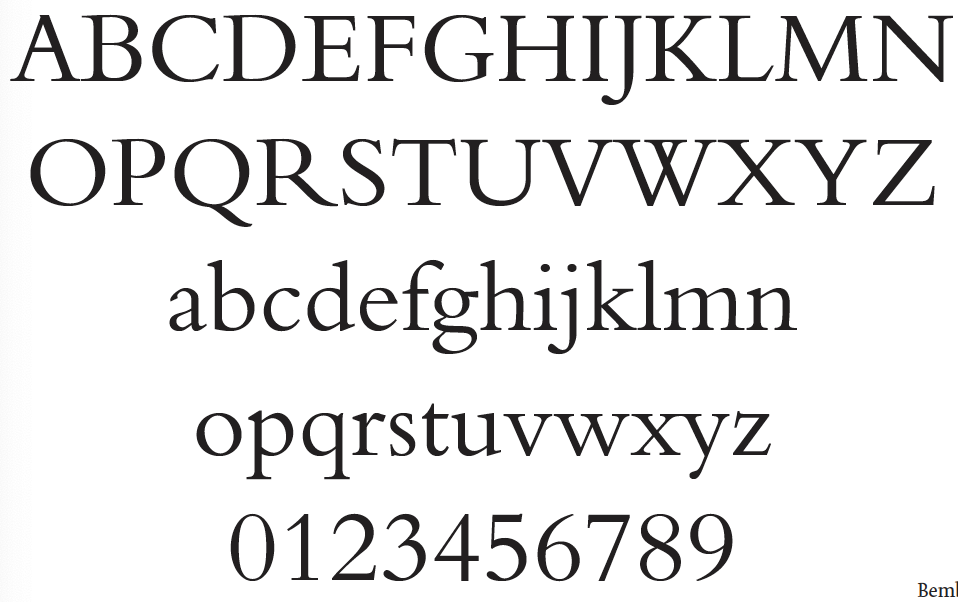 ABCDEFGHIJKLMN
OPQRSTUVWXYZ
abcdefghijklmn
opqrstuvwxyz
0123456789